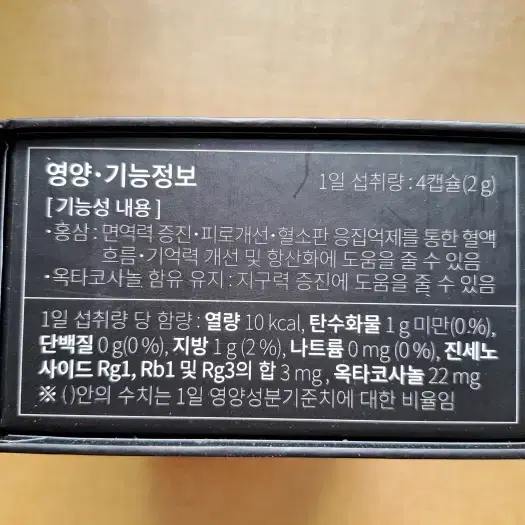 영양·기능정보 1일 섭취량 : 4캡슐(2 g)
[ 기능성 내용 ]
·홍삼 : 면역력 증진·피로개선·혈소판 응집억제를 통한 혈액
흐름·기억력 개선 및 항산화에 도움을 줄 수 있음
·옥타코사놀 함유 유지 : 지구력 증진에 도움을 줄 수 있음
1일 섭취량 당 함량 : 열량 10 kcal, 탄수화물 1 g 미만(0 %),
단백질 0 g(0 %), 지방 1 g(2 %), 나트륨 0 mg (0 %), 진세노
사이드 Rg1, Rb1 및 Rg3의 합 3 mg , 옥타코사놀 22 mg
※ ( )안의 수치는 1일 영양성분기준치에 대한 비율임